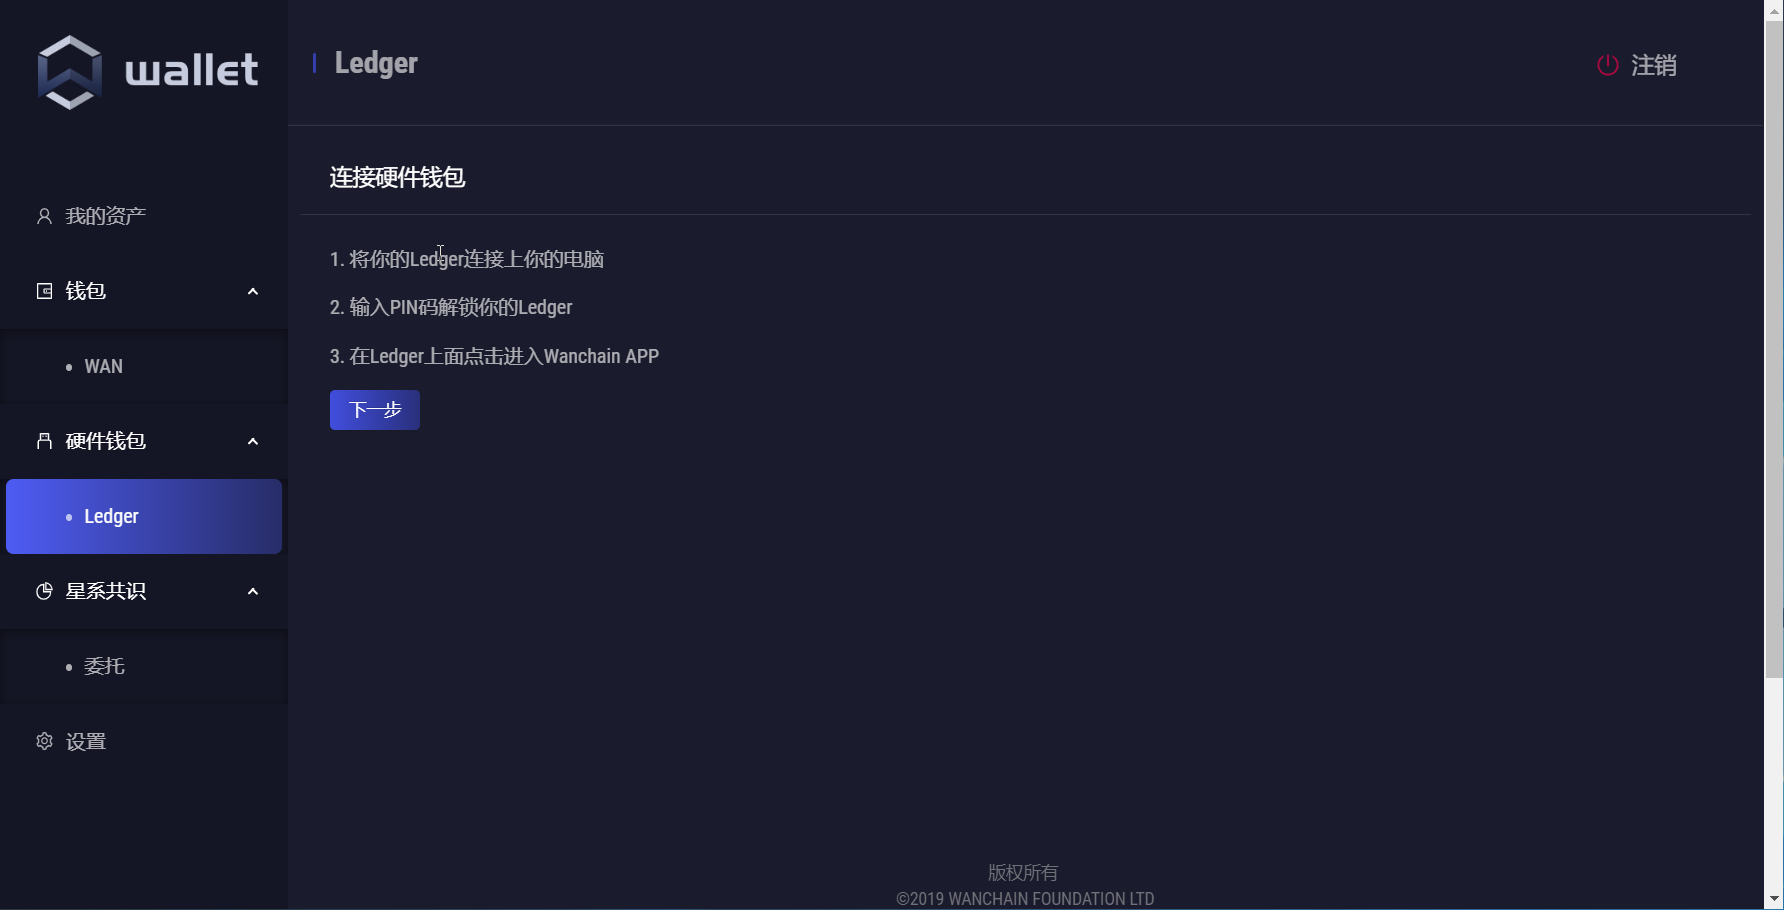 wallet
我的资产
钱包
WAN
硬件钱包
Ledger
星系共识
委托
设置
Ledger
注销
连接硬件钱包
1. 将你的Ledger连接上你的电脑
2. 输入PIN码解锁你的Ledger
3. 在Ledger上面点击进入Wanchain APP
下一步
版权所有
©2019 WANCHAIN FOUNDATION LTD